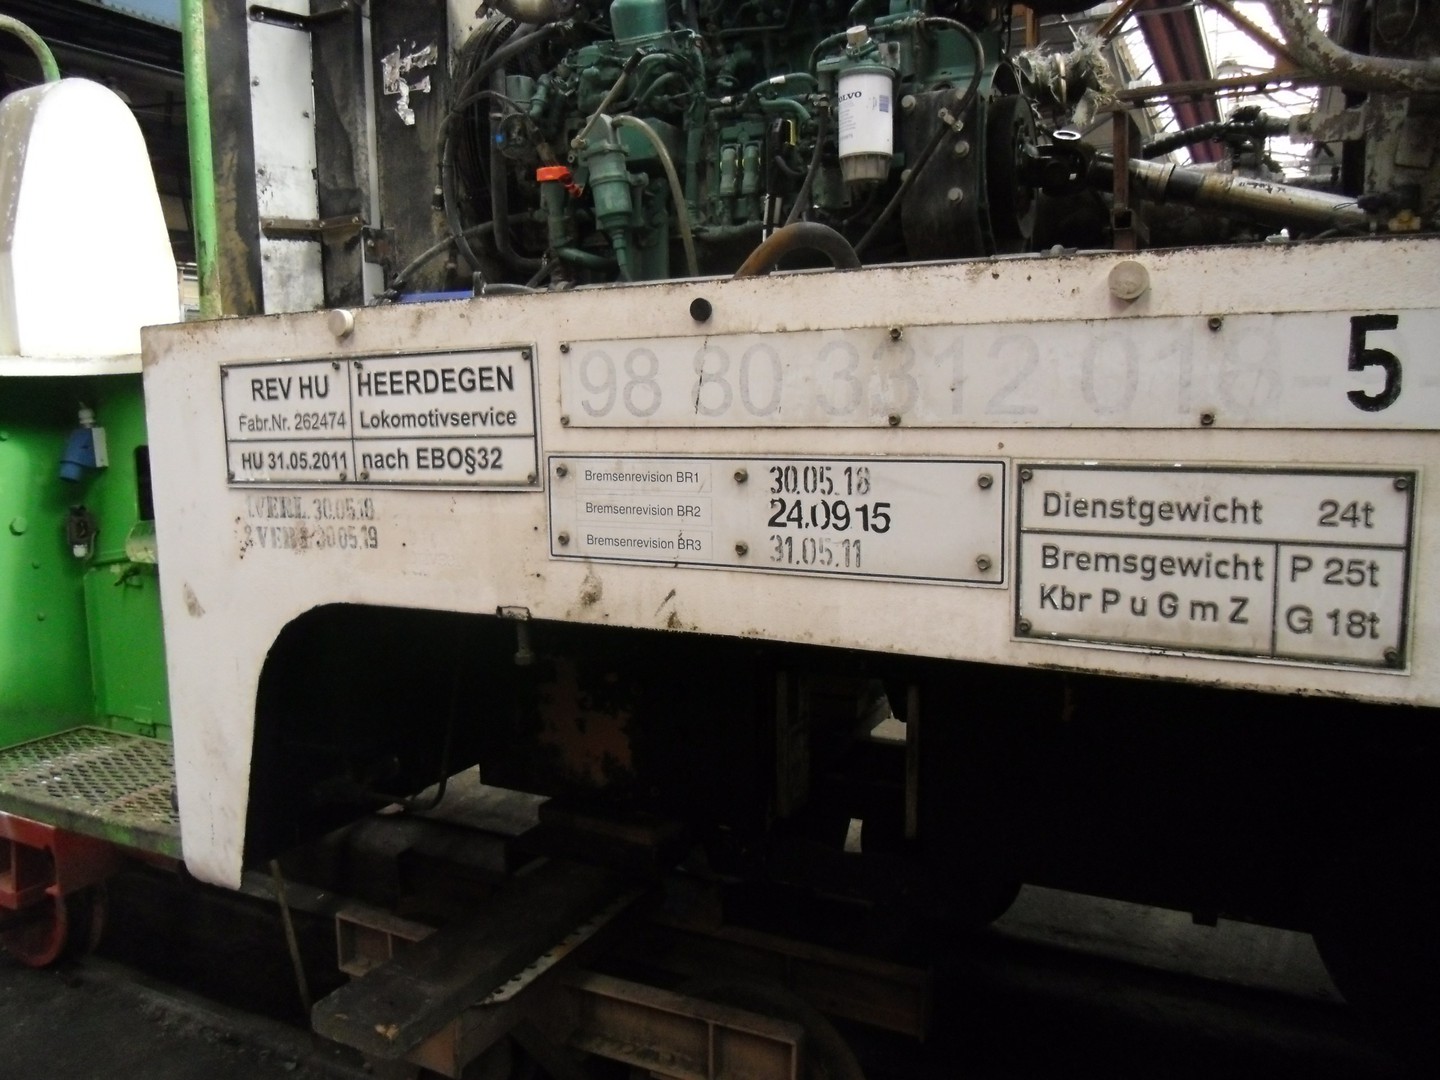 VOLVO
REV HU HEERDEGEN
Fabr.Nr. 262474 Lokomotivservice
HU 31.05.2011 nach EBO§32
1.VERL 30.05.18
2.VERL 30.05.19
98 80 3312 018- 5
Bremsenrevision BR1 30.05.18
Bremsenrevision BR2 24.09.15
Bremsenrevision BR3 31.05.11
Dienstgewicht 24t
Bremsgewicht P 25t
Kbr P u G m Z G 18t